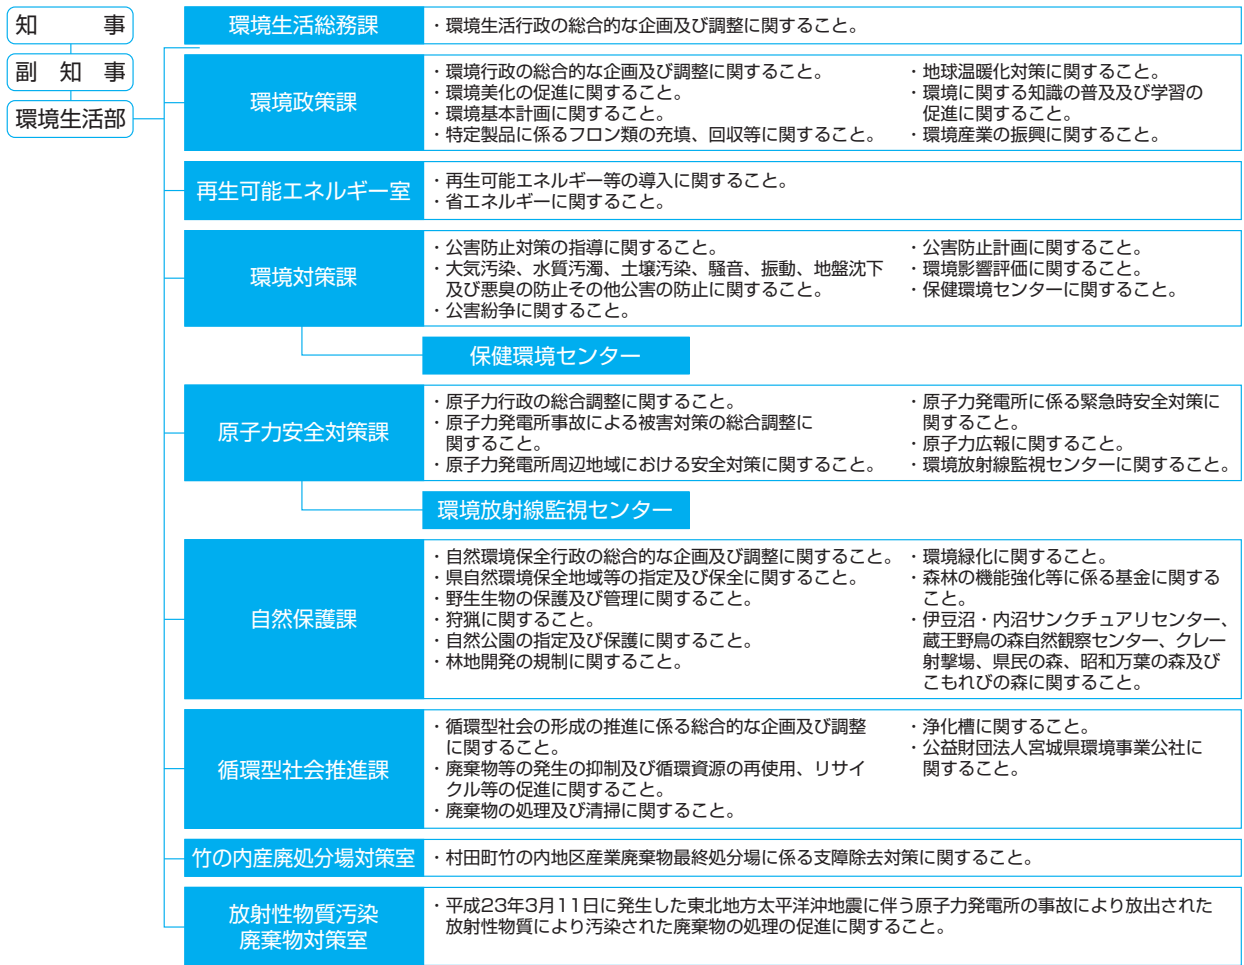 知　　事
副　知　事
環境生活部
環境生活総務課
・環境生活行政の総合的な企画及び調整に関すること。
環境政策課
・環境行政の総合的な企画及び調整に関すること。
・環境美化の促進に関すること。
・環境基本計画に関すること。
・特定製品に係るフロン類の充填、回収等に関すること。
・地球温暖化対策に関すること。
・環境に関する知識の普及及び学習の
促進に関すること。
・環境産業の振興に関すること。
再生可能エネルギー室
・再生可能エネルギー等の導入に関すること。
・省エネルギーに関すること。
環境対策課
・公害防止対策の指導に関すること。
・大気汚染、水質汚濁、土壌汚染、騒音、振動、地盤沈下
及び悪臭の防止その他公害の防止に関すること。
・公害紛争に関すること。
・公害防止計画に関すること。
・環境影響評価に関すること。
・保健環境センターに関すること。
保健環境センター
原子力安全対策課
・原子力行政の総合調整に関すること。
・原子力発電所事故による被害対策の総合調整に
関すること。
・原子力発電所周辺地域における安全対策に関すること。
・原子力発電所に係る緊急時安全対策に
関すること。
・原子力広報に関すること。
・環境放射線監視センターに関すること。
環境放射線監視センター
自然保護課
・自然環境保全行政の総合的な企画及び調整に関すること。
・県自然環境保全地域等の指定及び保全に関すること。
・野生生物の保護及び管理に関すること。
・狩猟に関すること。
・自然公園の指定及び保護に関すること。
・林地開発の規制に関すること。
・環境緑化に関すること。
・森林の機能強化等に係る基金に関する
こと。
・伊豆沼・内沼サンクチュアリセンター、
蔵王野鳥の森自然観察センター、クレー
射撃場、県民の森、昭和万葉の森及び
こもれびの森に関すること。
循環型社会推進課
・循環型社会の形成の推進に係る総合的な企画及び調整
に関すること。
・廃棄物等の発生の抑制及び循環資源の再使用、リサイ
クル等の促進に関すること。
・廃棄物の処理及び清掃に関すること。
・浄化槽に関すること。
・公益財団法人宮城県環境事業公社に
関すること。
竹の内産廃処分場対策室
・村田町竹の内地区産業廃棄物最終処分場に係る支障除去対策に関すること。
放射性物質汚染
廃棄物対策室
・平成23年3月11日に発生した東北地方太平洋沖地震に伴う原子力発電所の事故により放出された
放射性物質により汚染された廃棄物の処理の促進に関すること。